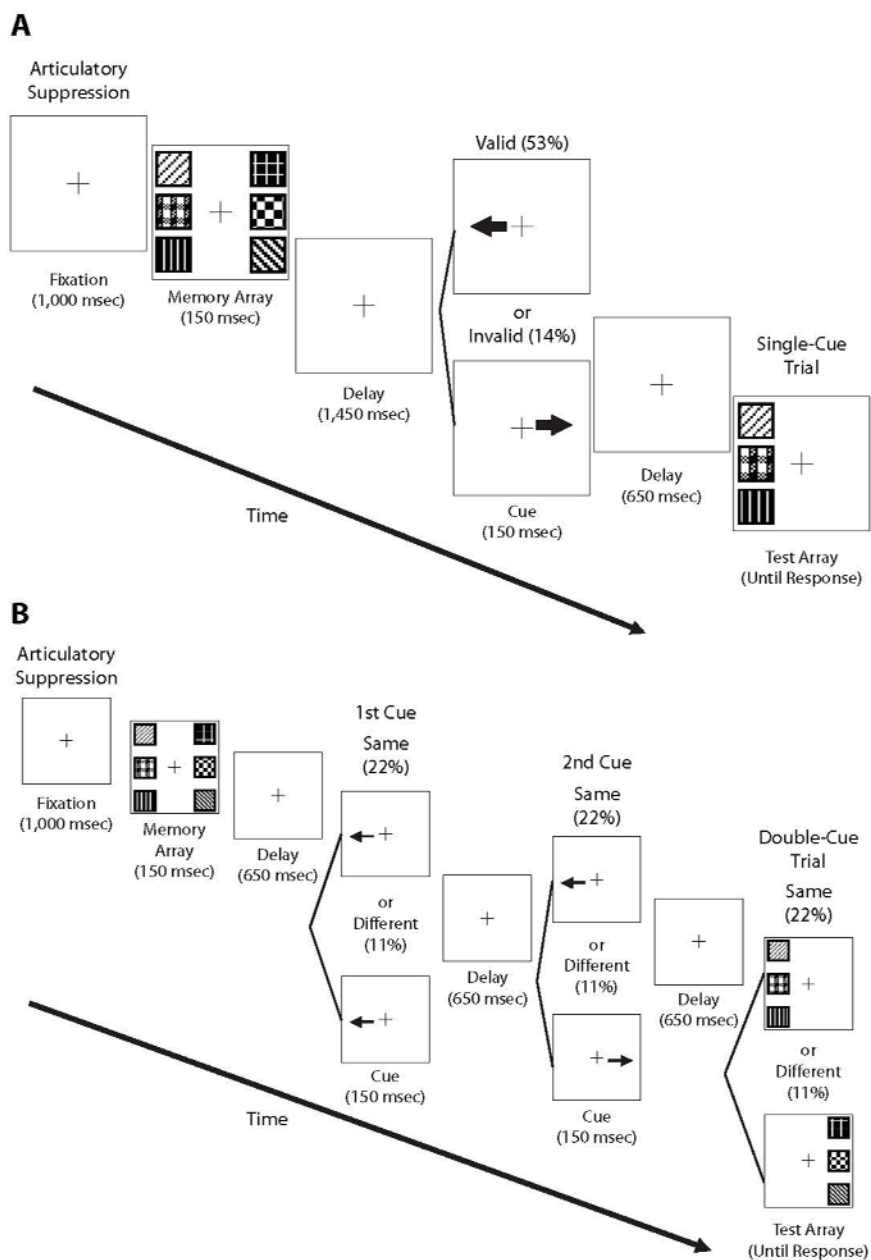 A
Articulatory
Suppression
Fixation
(1,000 msec)
Memory Array
(150 msec)
Delay
(1,450 msec)
Valid (53%)
or
Invalid (14%)
Cue
(150 msec)
Delay
(650 msec)
Single-Cue
Trial
Test Array
(Until Response)
Time
B
Articulatory
Suppression
Fixation
(1,000 msec)
Memory
Array
(150 msec)
Delay
(650 msec)
1st Cue
Same
(22%)
or
Different
(11%)
Cue
(150 msec)
Delay
(650 msec)
2nd Cue
Same
(22%)
or
Different
(11%)
Cue
(150 msec)
Delay
(650 msec)
Double-Cue
Trial
Same
(22%)
or
Different
(11%)
Test Array
(Until Response)
Time